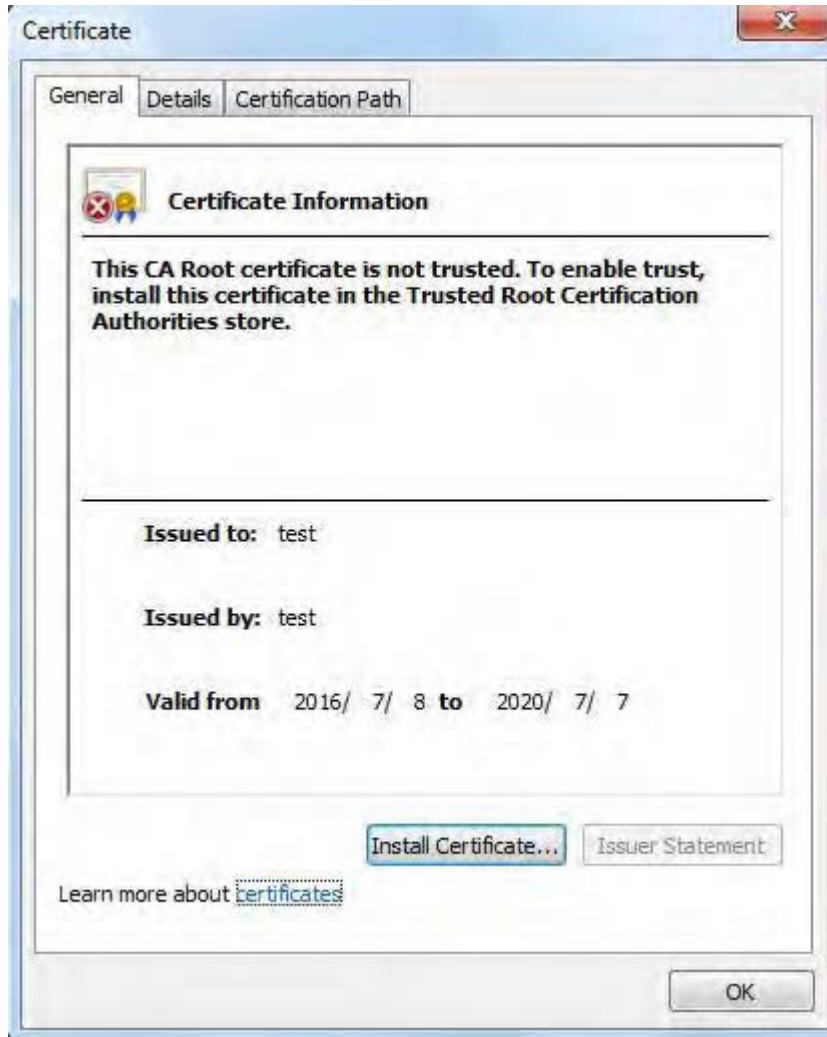 Certificate
General Details Certification Path
Certificate Information
This CA Root certificate is not trusted. To enable trust,
install this certificate in the Trusted Root Certification
Authorities store.
Issued to: test
Issued by: test
Valid from 2016/ 7/ 8 to 2020/ 7/ 7
Install Certificate... Issuer Statement
Learn more about certificates
OK